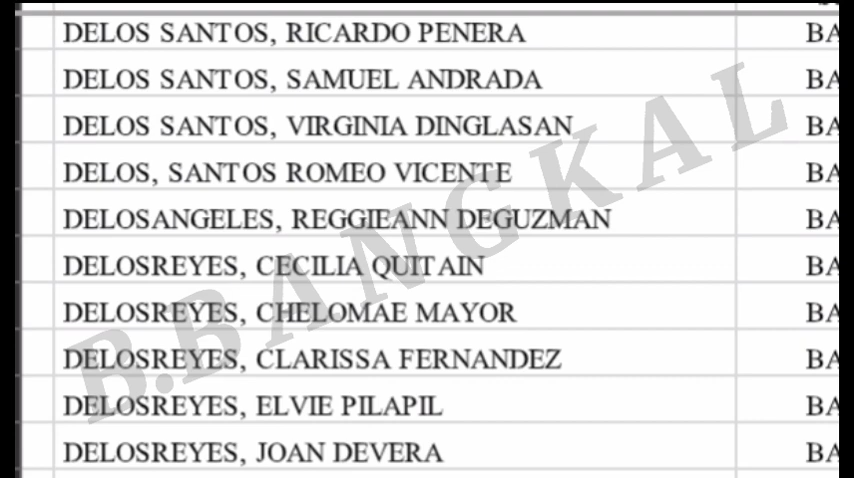 DELOS SANTOS, RICARDO PENERA BA
DELOS SANTOS, SAMUEL ANDRADA BA
DELOS SANTOS, VIRGINIA DINGLASAN BA
DELOS, SANTOS ROMEO VICENTE BA
DELOSANGELES, REGGIEANN DEGUZMAN BA
DELOSREYES, CECILIA QUITAIN BA
DELOSREYES, CHELOMAE MAYOR BA
DELOSREYES, CLARISSA FERNANDEZ BA
DELOSREYES, ELVIE PILAPIL BA
DELOSREYES, JOAN DEVERA BA
B.BANGKAL